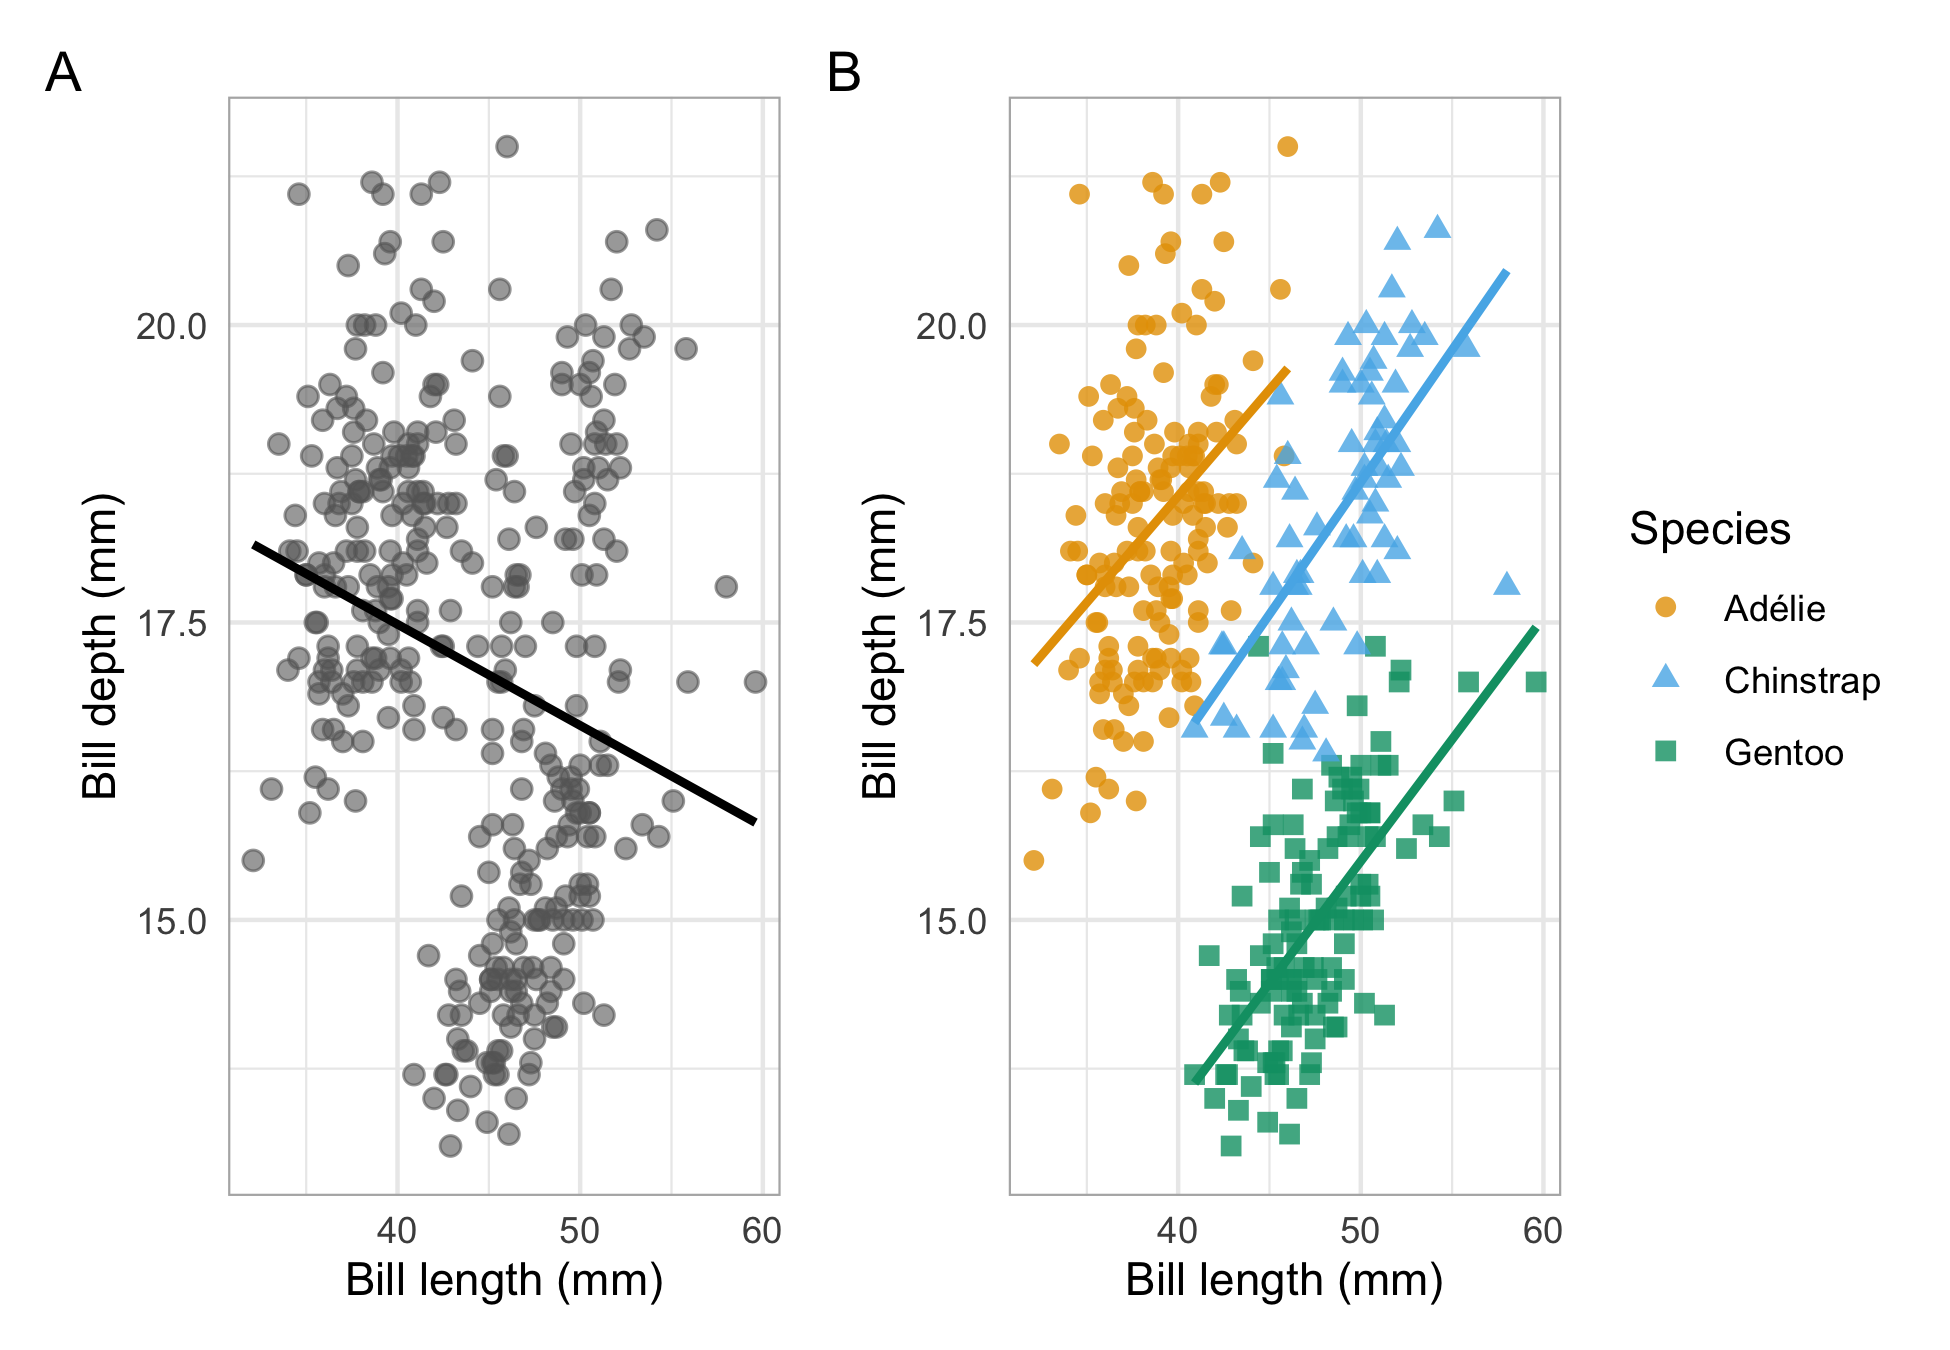 A
Bill depth (mm)
20.0
17.5
15.0
40 50 60
Bill length (mm)
B
Bill depth (mm)
20.0
17.5
15.0
40 50 60
Bill length (mm)
Species
Adélie
Chinstrap
Gentoo